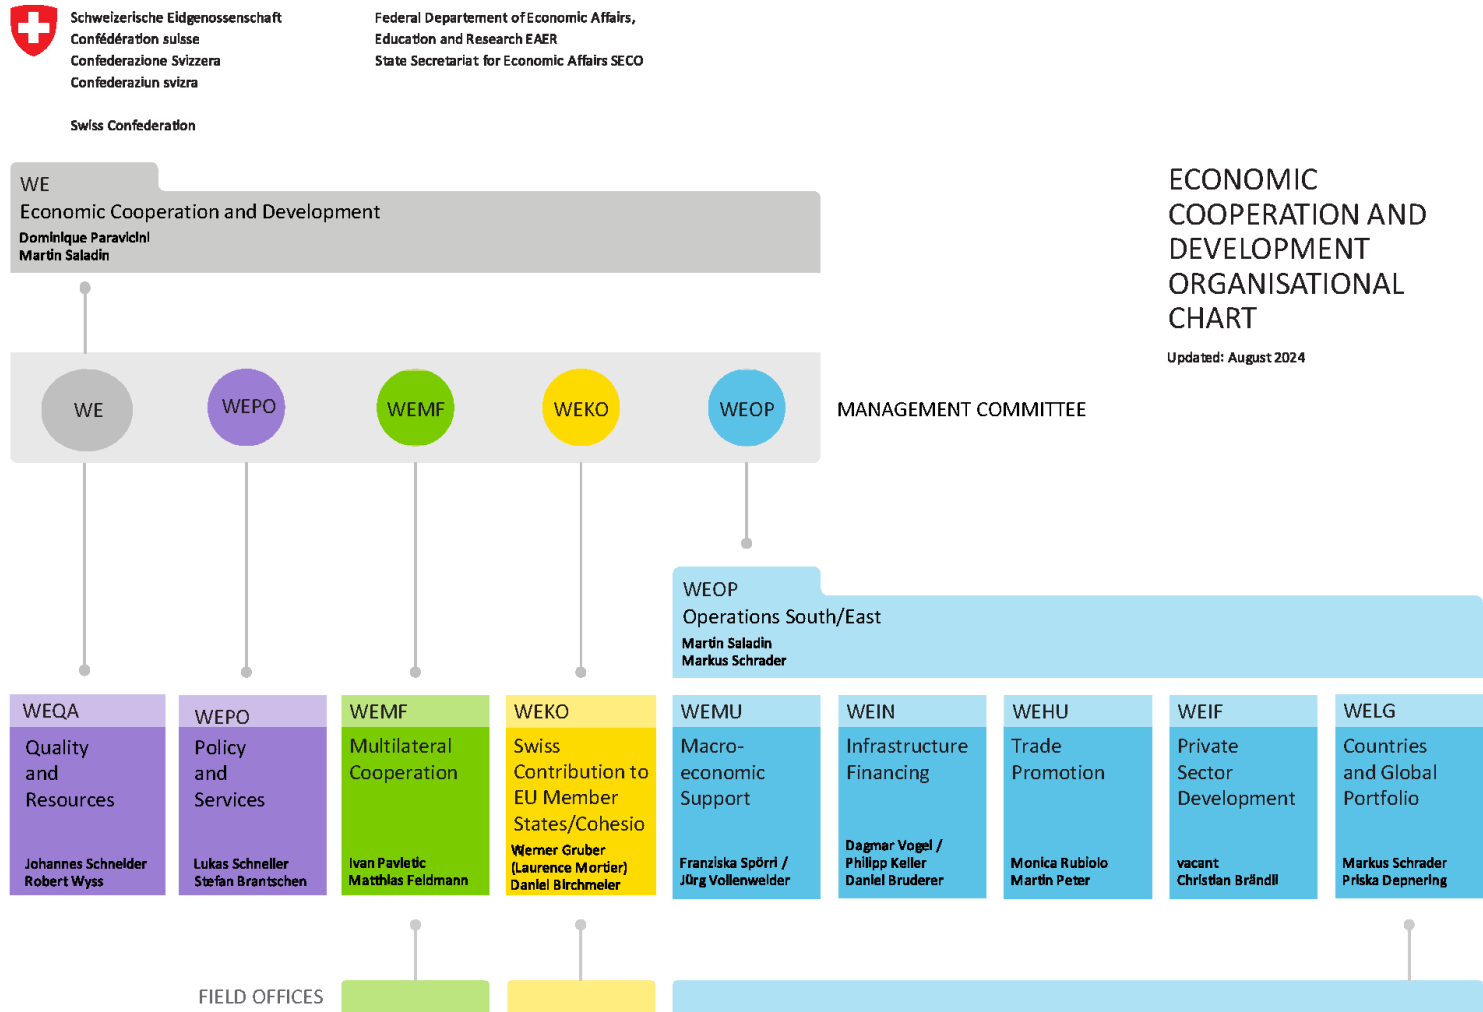 Schweizerische Eidgenossenschaft
Confédération suisse
Confederazione Svizzera
Confederaziun svizra
Swiss Confederation
Federal Departement of Economic Affairs,
Education and Research EAER
State Secretariat for Economic Affairs SECO
WE
Economic Cooperation and Development
Dominique Paravicini
Martin Saladin
ECONOMIC
COOPERATION AND
DEVELOPMENT
ORGANISATIONAL
CHART
Updated: August 2024
WE
WEPO
WEMF
WEKO
WEOP
MANAGEMENT COMMITTEE
WEOP
Operations South/East
Martin Saladin
Markus Schrader
WEQA
Quality
and
Resources
Johannes Schneider
Robert Wyss
WEPO
Policy
and
Services
Lukas Schneller
Stefan Brantschen
WEMF
Multilateral
Cooperation
Ivan Pavletic
Matthias Feldmann
WEKO
Swiss
Contribution to
EU Member
States/Cohesio
Werner Gruber
(Laurence Mortier)
Daniel Birchmeier
WEMU
Macro-
economic
Support
Franziska Spörri /
Jürg Vollenweider
WEIN
Infrastructure
Financing
Dagmar Vogel /
Philipp Keller
Daniel Bruderer
WEHU
Trade
Promotion
Monica Rubiolo
Martin Peter
WEIF
Private
Sector
Development
vacant
Christian Brändli
WELG
Countries
and Global
Portfolio
Markus Schrader
Priska Depnering
FIELD OFFICES